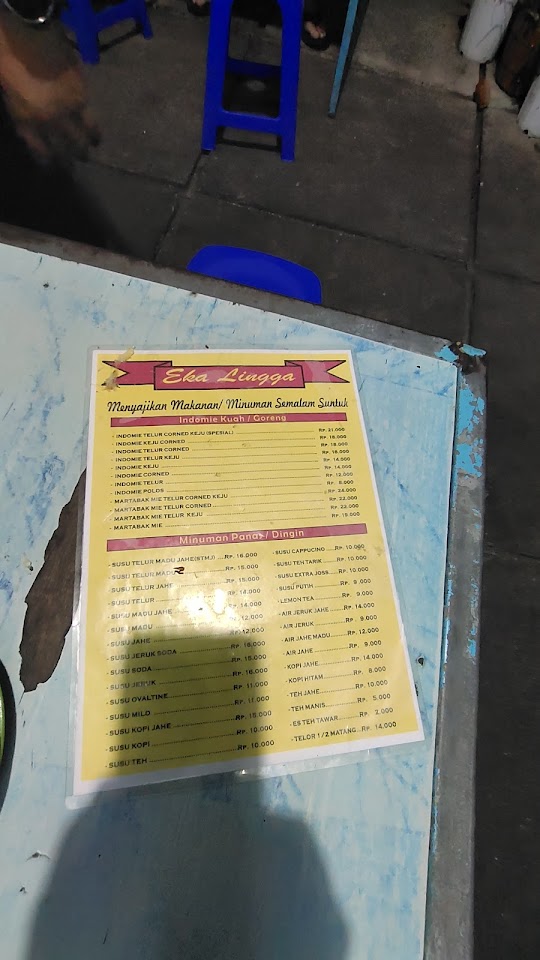 Eka Lingga
Menyajikan Makanan/ Minuman Semalam Suntuk
Indomie Kuah / Goreng
- INDOMIE TELUR CORNED KEJU (SPESIAL) RP. 21.000
- INDOMIE KEJU CORNED RP. 18.000
- INDOMIE TELUR CORNED RP. 18.000
- INDOMIE TELUR KEJU RP. 16.000
- INDOMIE KEJU RP. 14.000
- INDOMIE CORNED RP. 14.000
- INDOMIE TELUR RP. 12.000
- INDOMIE POLOS RP. 8.000
- MARTABAK MIE TELUR CORNED KEJU RP. 24.000
- MARTABAK MIE TELUR CORNED RP. 22.000
- MARTABAK MIE TELUR KEJU RP. 22.000
- MARTABAK MIE RP. 18.000
Minuman Panas / Dingin
- SUSU TELUR MADU JAHE(STMJ) RP. 16.000
- SUSU TELUR MADU RP. 15.000
- SUSU TELUR JAHE RP. 15.000
- SUSU TELUR RP. 14.000
- SUSU MADU JAHE RP. 14.000
- SUSU MADU RP. 12.000
- SUSU JAHE RP. 12.000
- SUSU JERUK SODA RP. 16.000
- SUSU SODA RP. 15.000
- SUSU JERUK RP. 16.000
- SUSU OVALTINE RP. 11.000
- SUSU MILO RP. 11.000
- SUSU KOPI JAHE RP. 15.000
- SUSU KOPI RP. 10.000
- SUSU TEH RP. 10.000
- SUSU CAPPUCINO RP. 10.000
- SUSU TEH TARIK RP. 10.000
- SUSU EXTRA JOSS RP. 10.000
- SUSU PUTIH RP. 9.000
- LEMON TEA RP. 9.000
- AIR JERUK JAHE RP. 14.000
- AIR JERUK RP. 9.000
- AIR JAHE MADU RP. 12.000
- AIR JAHE RP. 9.000
- KOPI JAHE RP. 14.000
- KOPI HITAM RP. 8.000
- TEH JAHE RP. 10.000
- TEH MANIS RP. 5.000
- ES TEH TAWAR RP. 2.000
- TELOR 1/2 MATANG RP. 14.000